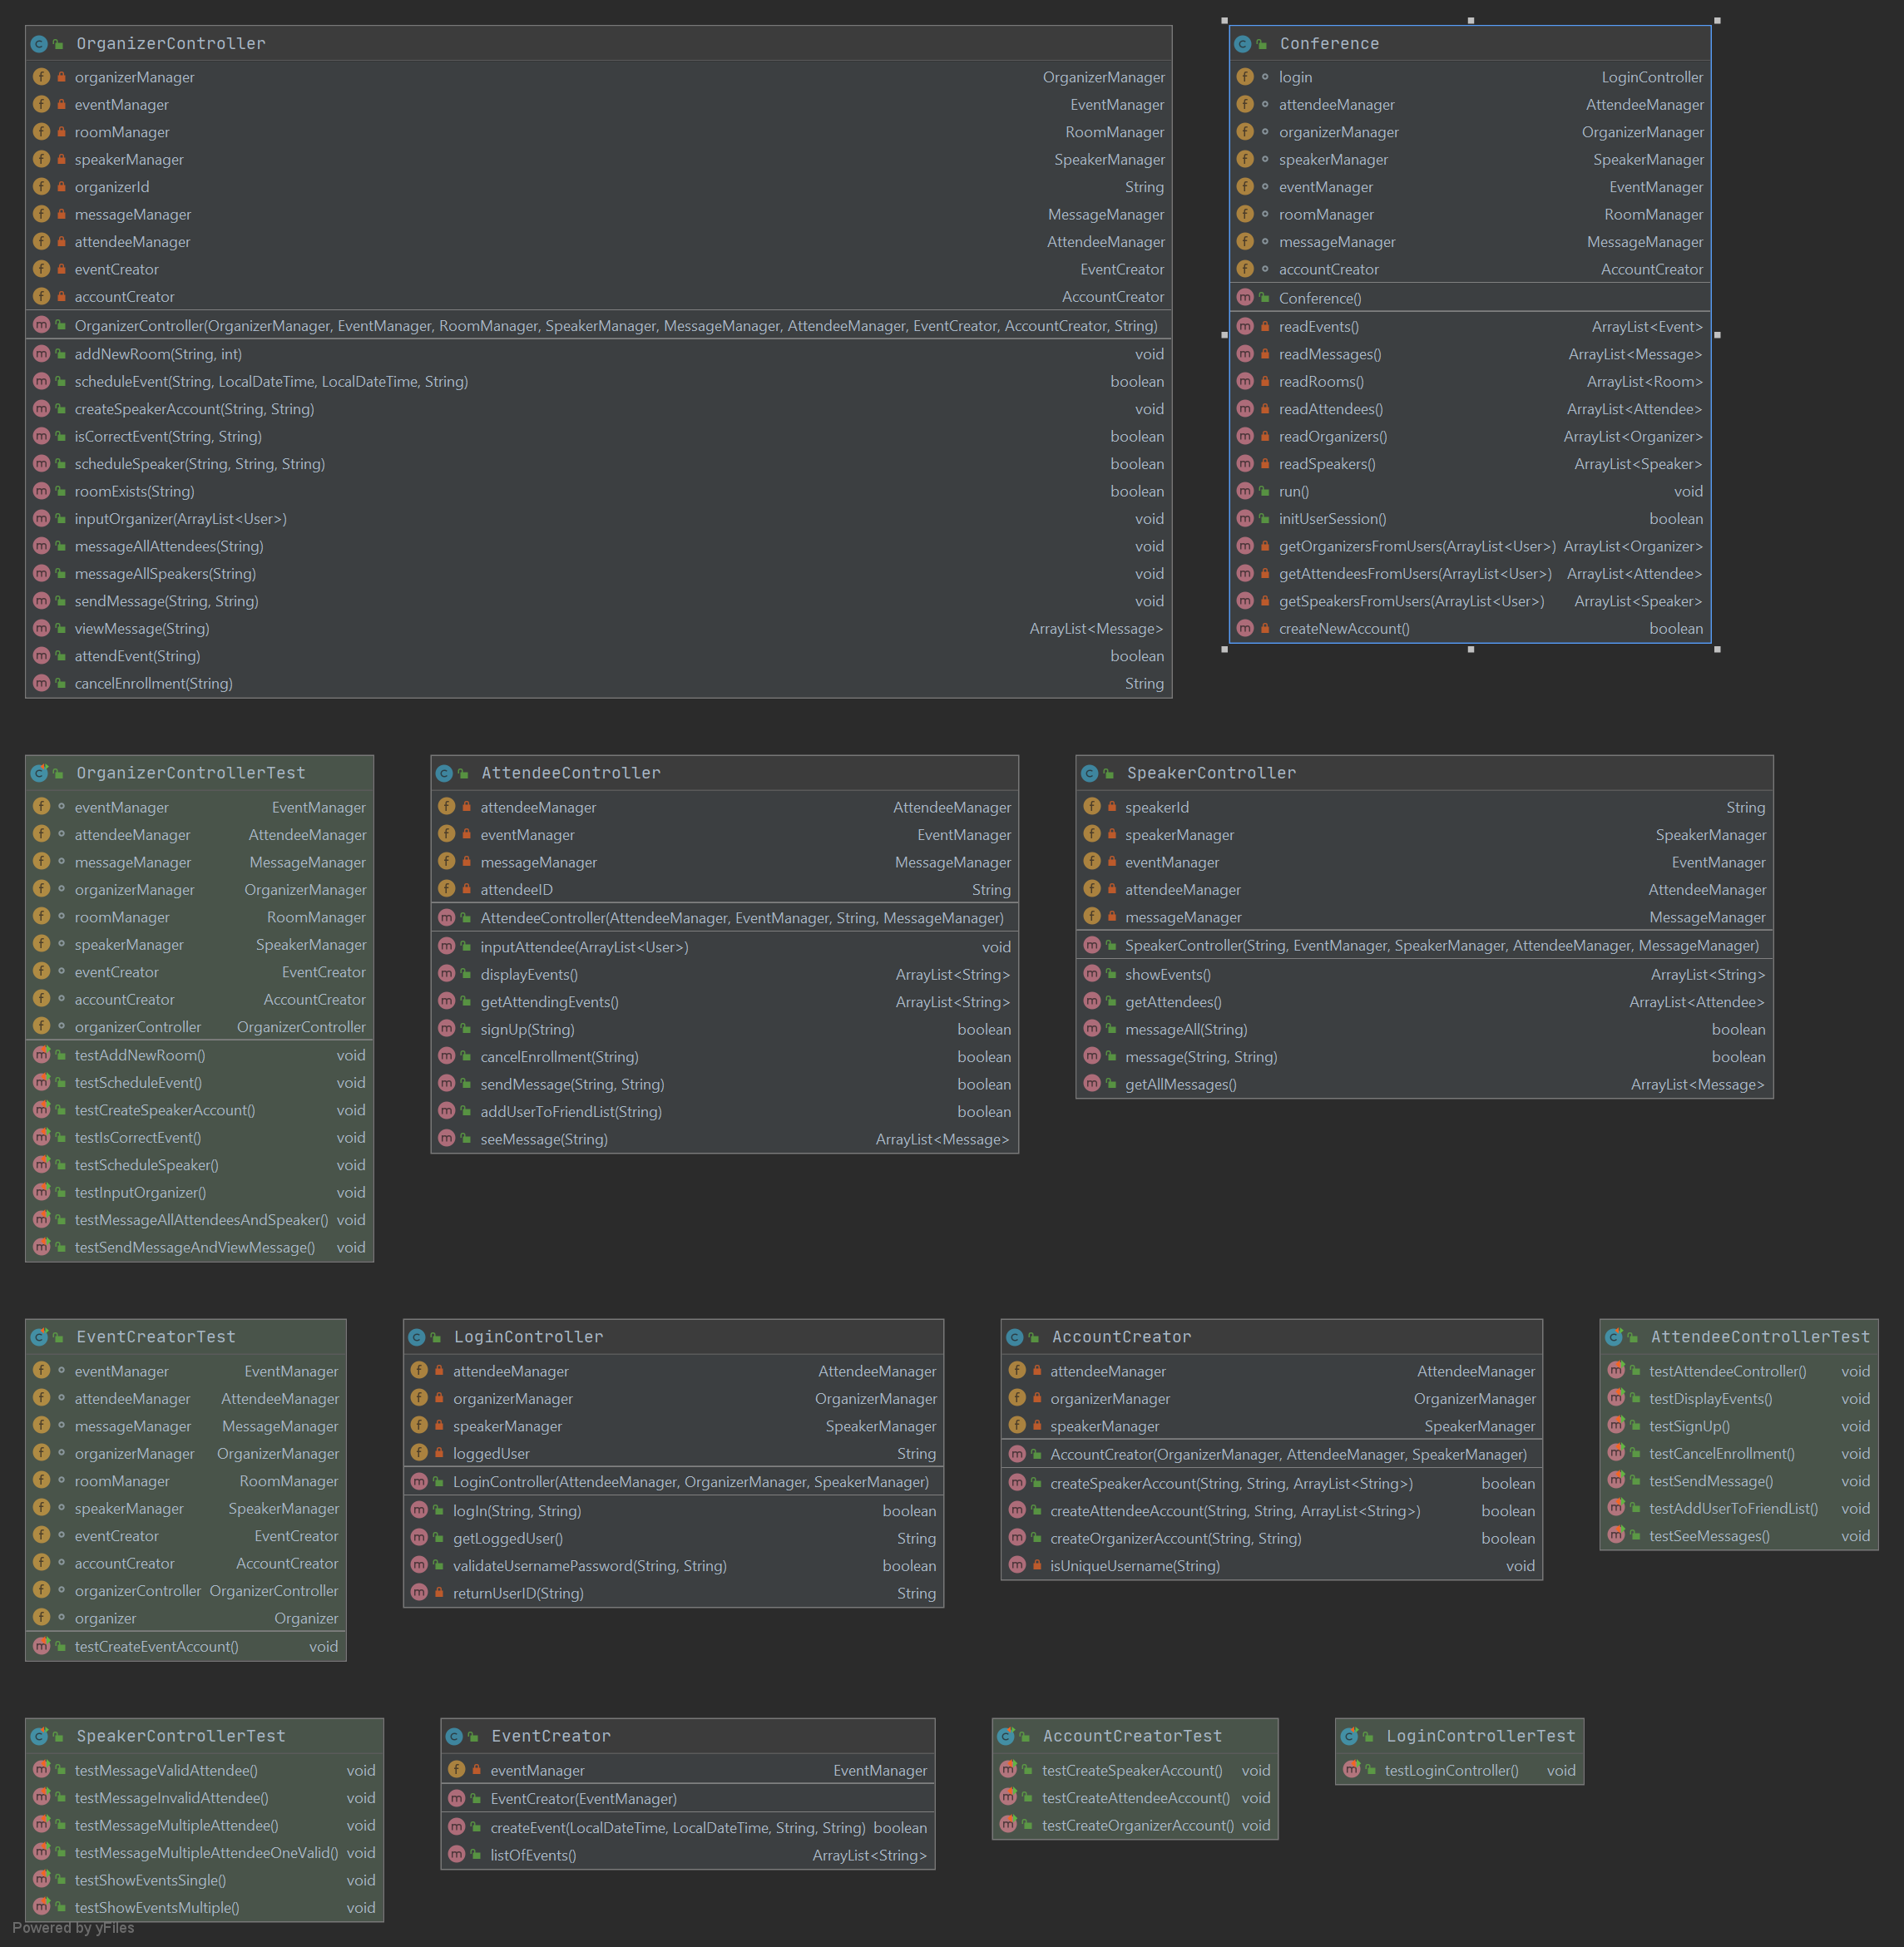 OrganizerController
organizerManager OrganizerManager
eventManager EventManager
roomManager RoomManager
speakerManager SpeakerManager
organizerId String
messageManager MessageManager
attendeeManager AttendeeManager
eventCreator EventCreator
accountCreator AccountCreator
OrganizerController(OrganizerManager, EventManager, RoomManager, SpeakerManager, MessageManager, AttendeeManager, EventCreator, AccountCreator, String)
addNewRoom(String, int) void
scheduleEvent(String, LocalDateTime, LocalDateTime, String) boolean
createSpeakerAccount(String, String) void
isCorrectEvent(String, String) boolean
scheduleSpeaker(String, String, String) boolean
roomExists(String) boolean
inputOrganizer(ArrayList<User>) void
messageAllAttendees(String) void
messageAllSpeakers(String) void
sendMessage(String, String) void
viewMessage(String) ArrayList<Message>
attendEvent(String) boolean
cancelEnrollment(String) String
Conference
login LoginController
attendeeManager AttendeeManager
organizerManager OrganizerManager
speakerManager SpeakerManager
eventManager EventManager
roomManager RoomManager
messageManager MessageManager
accountCreator AccountCreator
Conference()
readEvents() ArrayList<Event>
readMessages() ArrayList<Message>
readRooms() ArrayList<Room>
readAttendees() ArrayList<Attendee>
readOrganizers() ArrayList<Organizer>
readSpeakers() ArrayList<Speaker>
run() void
initUserSession() boolean
getOrganizersFromUsers(ArrayList<User>) ArrayList<Organizer>
getAttendeesFromUsers(ArrayList<User>) ArrayList<Attendee>
getSpeakersFromUsers(ArrayList<User>) ArrayList<Speaker>
createNewAccount() boolean
OrganizerControllerTest
eventManager EventManager
attendeeManager AttendeeManager
messageManager MessageManager
organizerManager OrganizerManager
roomManager RoomManager
speakerManager SpeakerManager
eventCreator EventCreator
accountCreator AccountCreator
organizerController OrganizerController
testAddNewRoom() void
testScheduleEvent() void
testCreateSpeakerAccount() void
testIsCorrectEvent() void
testScheduleSpeaker() void
testInputOrganizer() void
testMessageAllAttendeesAndSpeaker() void
testSendMessageAndViewMessage() void
AttendeeController
attendeeManager AttendeeManager
eventManager EventManager
messageManager MessageManager
attendeeID String
AttendeeController(AttendeeManager, EventManager, String, MessageManager)
inputAttendee(ArrayList<User>) void
displayEvents() ArrayList<String>
getAttendingEvents() ArrayList<String>
signUp(String) boolean
cancelEnrollment(String) boolean
sendMessage(String, String) boolean
addUserToFriendList(String) boolean
seeMessage(String) ArrayList<Message>
SpeakerController
speakerId String
speakerManager SpeakerManager
eventManager EventManager
attendeeManager AttendeeManager
messageManager MessageManager
SpeakerController(String, EventManager, SpeakerManager, AttendeeManager, MessageManager)
showEvents() ArrayList<String>
getAttendees() ArrayList<Attendee>
messageAll(String) boolean
message(String, String) boolean
getAllMessages() ArrayList<Message>
EventCreatorTest
eventManager EventManager
attendeeManager AttendeeManager
messageManager MessageManager
organizerManager OrganizerManager
roomManager RoomManager
speakerManager SpeakerManager
eventCreator EventCreator
accountCreator AccountCreator
organizerController OrganizerController
organizer Organizer
testCreateEventAccount() void
LoginController
attendeeManager AttendeeManager
organizerManager OrganizerManager
speakerManager SpeakerManager
loggedUser String
LoginController(AttendeeManager, OrganizerManager, SpeakerManager)
logIn(String, String) boolean
getLoggedUser() String
validateUsernamePassword(String, String) boolean
returnUserID(String) String
AccountCreator
attendeeManager AttendeeManager
organizerManager OrganizerManager
speakerManager SpeakerManager
AccountCreator(OrganizerManager, AttendeeManager, SpeakerManager)
createSpeakerAccount(String, String, ArrayList<String>) boolean
createAttendeeAccount(String, String, ArrayList<String>) boolean
createOrganizerAccount(String, String) boolean
isUniqueUsername(String) void
AttendeeControllerTest
testAttendeeController() void
testDisplayEvents() void
testSignUp() void
testCancelEnrollment() void
testSendMessage() void
testAddUserToFriendList() void
testSeeMessages() void
SpeakerControllerTest
testMessageValidAttendee() void
testMessageInvalidAttendee() void
testMessageMultipleAttendee() void
testMessageMultipleAttendeeOneValid() void
testShowEventsSingle() void
testShowEventsMultiple() void
EventCreator
eventManager EventManager
EventCreator(EventManager)
createEvent(LocalDateTime, LocalDateTime, String, String) boolean
listOfEvents() ArrayList<String>
AccountCreatorTest
testCreateSpeakerAccount() void
testCreateAttendeeAccount() void
testCreateOrganizerAccount() void
LoginControllerTest
testLoginController() void
Powered by yFiles